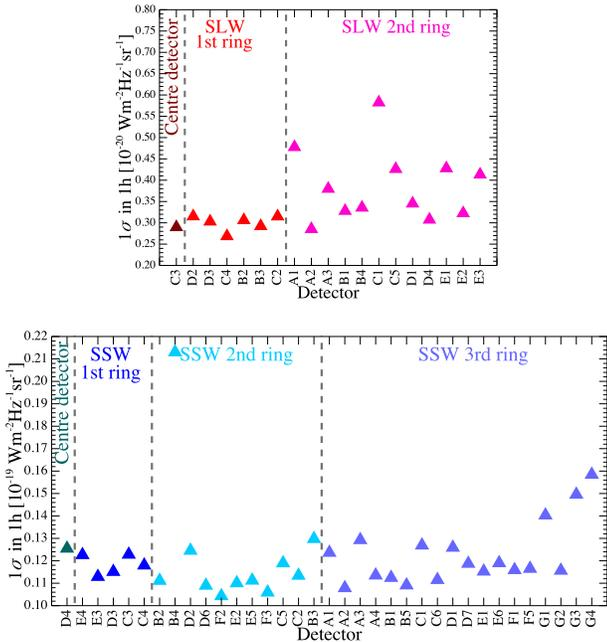 0.80
0.75
0.70
0.65
0.60
0.55
0.50
0.45
0.40
0.35
0.30
0.25
0.20
1σ in 1h [10⁻²⁰ Wm⁻²Hz⁻¹sr⁻¹]
Centre detector
SLW
1st ring
SLW 2nd ring
C3 D2 D3 C4 B2 B3 C2 A1 A2 A3 B1 B4 C1 C5 D1 D4 E1 E2 E3
Detector
0.22
0.21
0.20
0.19
0.18
0.17
0.16
0.15
0.14
0.13
0.12
0.11
0.10
1σ in 1h [10⁻¹⁹ Wm⁻²Hz⁻¹sr⁻¹]
Centre detector
SSW
1st ring
SSW 2nd ring
SSW 3rd ring
D4 E4 E3 D3 C3 C4 B2 B4 D2 D6 F2 E2 E5 F3 C5 C2 B3 A1 A2 A3 A4 B1 B5 C1 C6 D1 D7 E1 E6 F1 F5 G1 G2 G3 G4
Detector